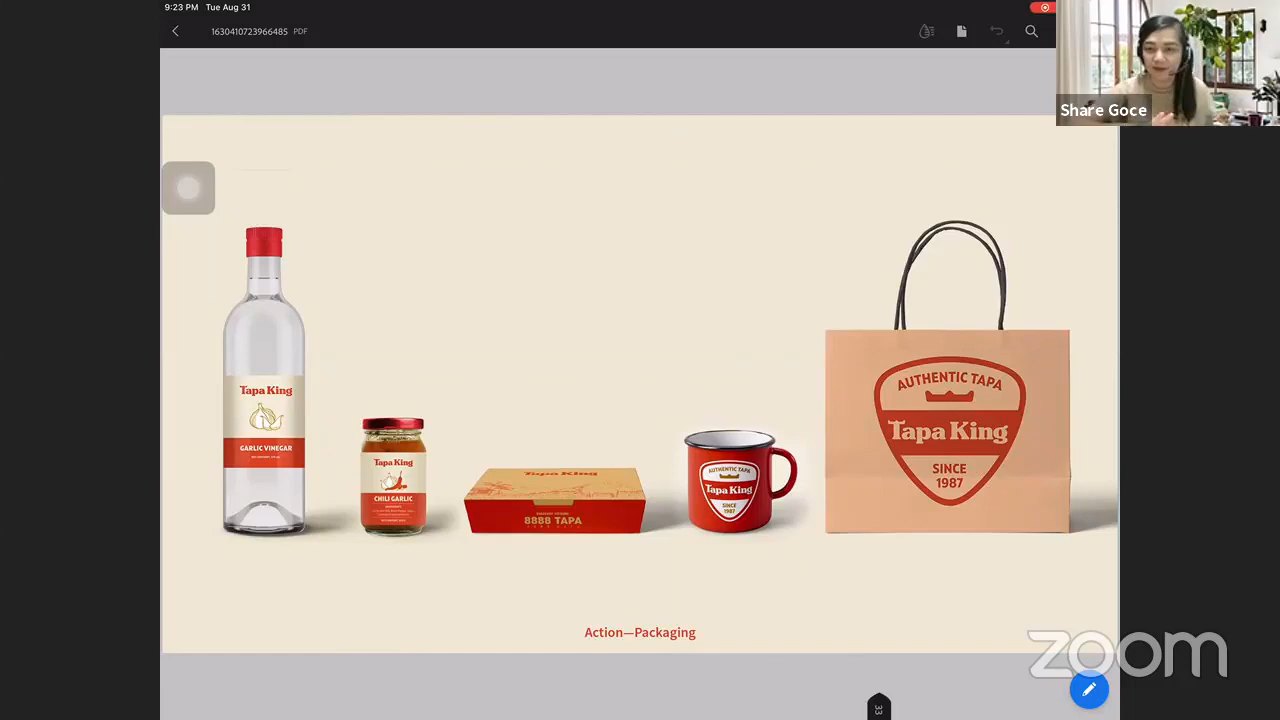 9:23 PM Tue Aug 31
1630410723966485 PDF
Share Goce
Tapa King
GARLIC VINEGAR
Tapa King
CHILI GARLIC
Tapa King
8888 TAPA
AUTHENTIC TAPA
Tapa King
SINCE
1987
AUTHENTIC TAPA
Tapa King
SINCE
1987
Action—Packaging
zoom
33